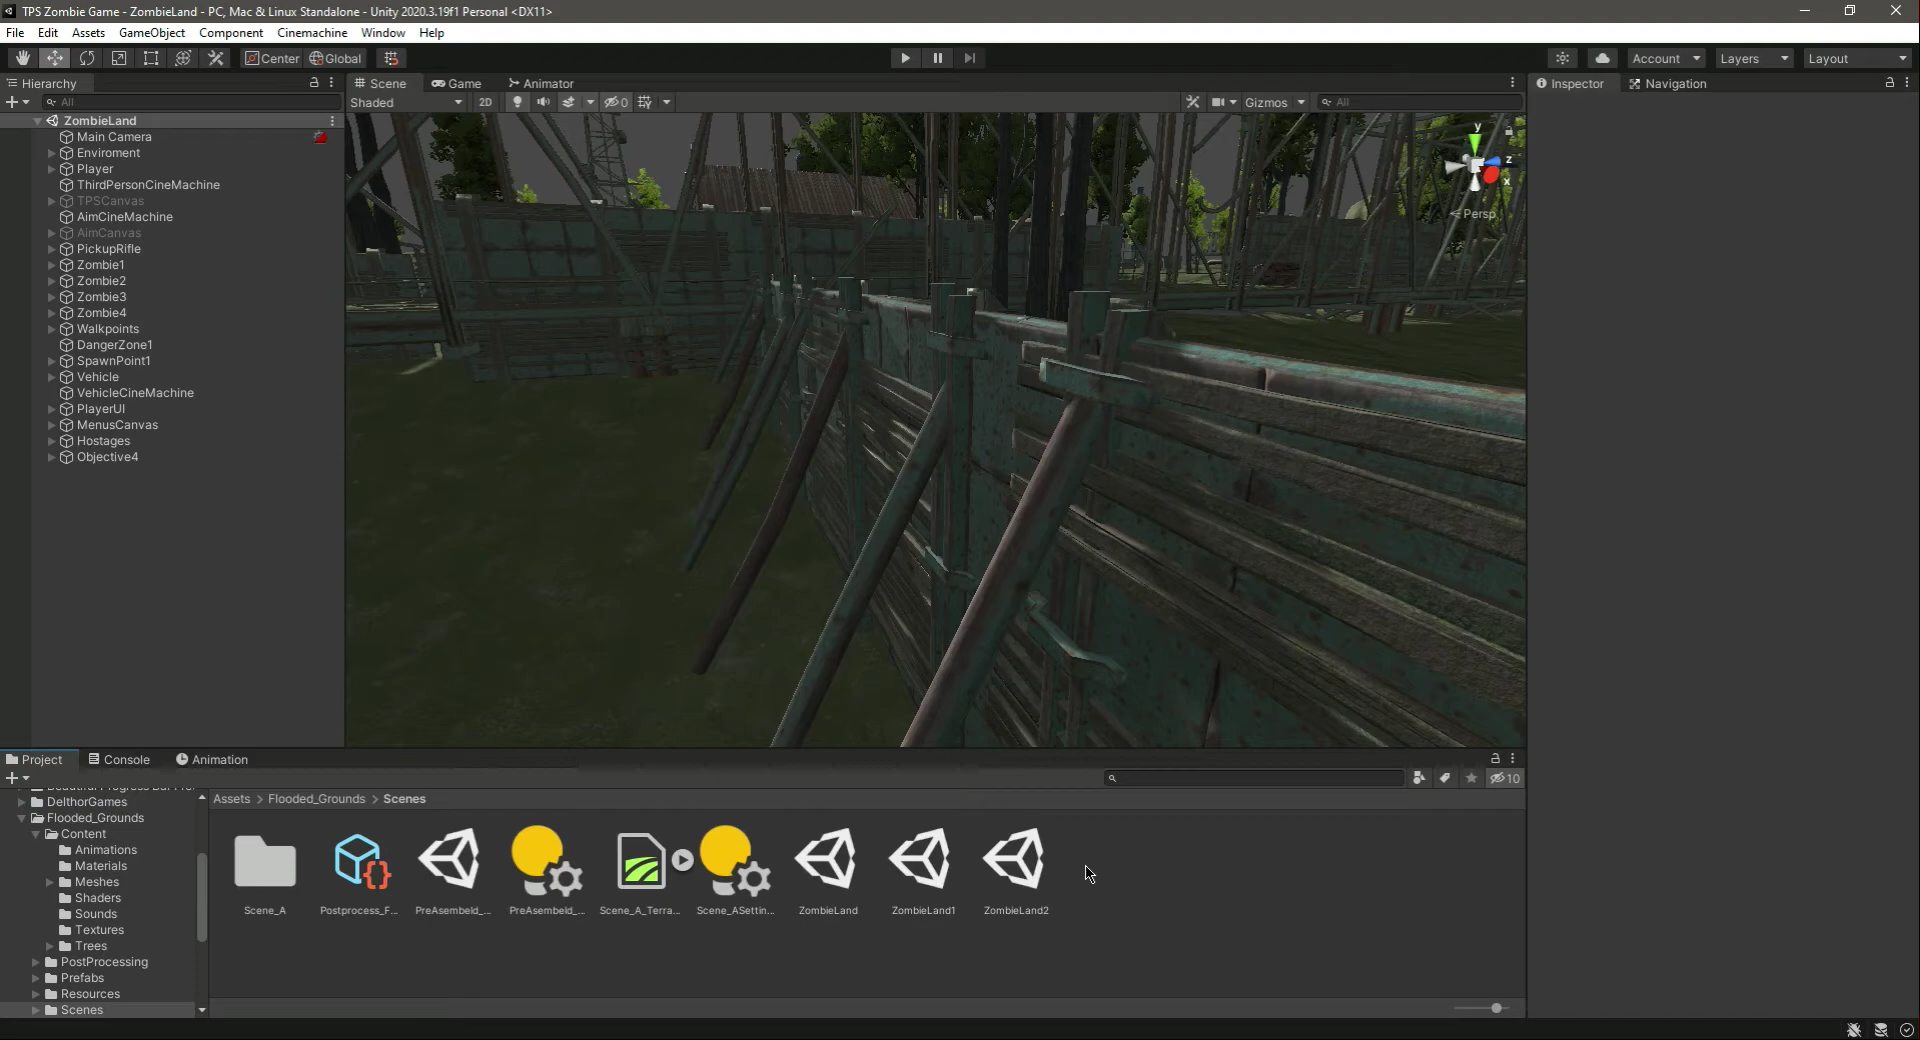 TPS Zombie Game - ZombieLand - PC, Mac & Linux Standalone - Unity 2020.3.19f1 Personal <DX11>
File Edit Assets GameObject Component Cinemachine Window Help
Center Global Account Layers Layout
Hierarchy
All
ZombieLand
Main Camera
Enviroment
Player
ThirdPersonCineMachine
TPSCanvas
AimCineMachine
AimCanvas
PickupRifle
Zombie1
Zombie2
Zombie3
Zombie4
Walkpoints
DangerZone1
SpawnPoint1
Vehicle
VehicleCineMachine
PlayerUI
MenusCanvas
Hostages
Objective4
Scene Game Animator
Shaded 2D 0 Gizmos All
y
z
x
Persp
Inspector Navigation
Project Console Animation
10
DelthorGames
Flooded_Grounds
Content
Animations
Materials
Meshes
Shaders
Sounds
Textures
Trees
PostProcessing
Prefabs
Resources
Scenes
Assets > Flooded_Grounds > Scenes
Scene_A Postprocess_F... PreAsembeld_... PreAsembeld_... Scene_A_Terra... Scene_ASettin... ZombieLand ZombieLand1 ZombieLand2